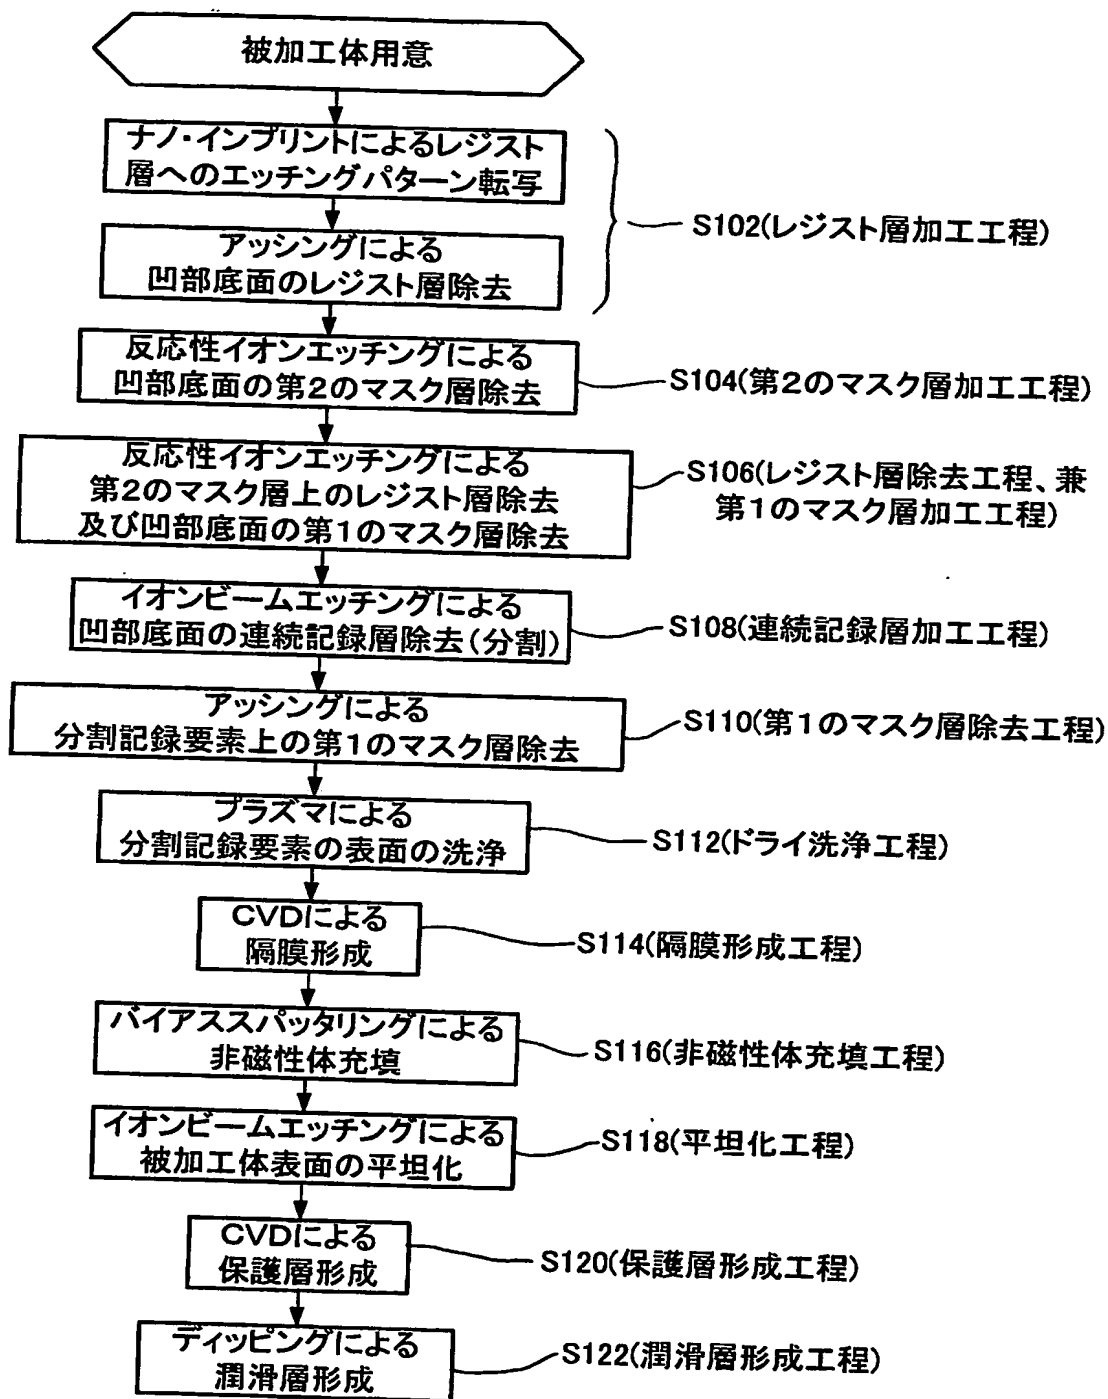 被加工体用意
ナノ・インプリントによるレジスト
層へのエッチングパターン転写
アッシングによる
凹部底面のレジスト層除去
S102(レジスト層加工工程)
反応性イオンエッチングによる
凹部底面の第2のマスク層除去
S104(第2のマスク層加工工程)
反応性イオンエッチングによる
第2のマスク層上のレジスト層除去
及び凹部底面の第1のマスク層除去
S106(レジスト層除去工程、兼
第1のマスク層加工工程)
イオンビームエッチングによる
凹部底面の連続記録層除去(分割)
S108(連続記録層加工工程)
アッシングによる
分割記録要素上の第1のマスク層除去
S110(第1のマスク層除去工程)
プラズマによる
分割記録要素の表面の洗浄
S112(ドライ洗浄工程)
CVDによる
隔膜形成
S114(隔膜形成工程)
バイアススパッタリングによる
非磁性体充填
S116(非磁性体充填工程)
イオンビームエッチングによる
被加工体表面の平坦化
S118(平坦化工程)
CVDによる
保護層形成
S120(保護層形成工程)
ディッピングによる
潤滑層形成
S122(潤滑層形成工程)